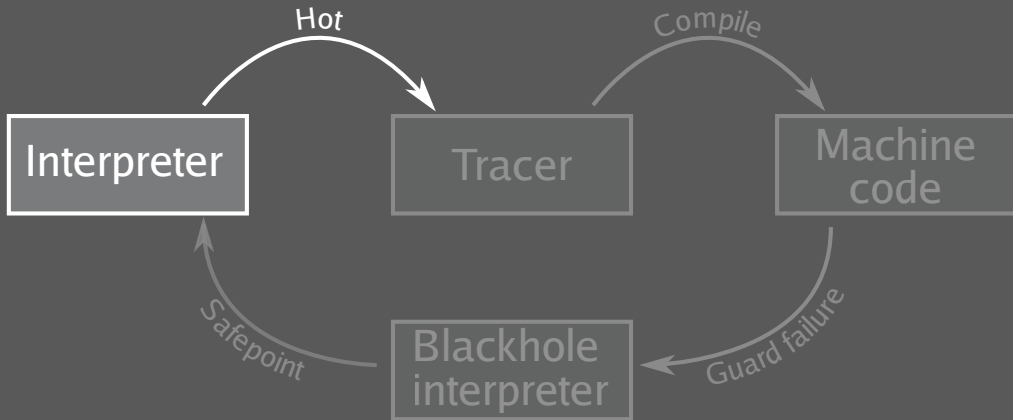 Hot
Compile
Interpreter
Tracer
Machine
code
Safepoint
Blackhole
interpreter
Guard failure